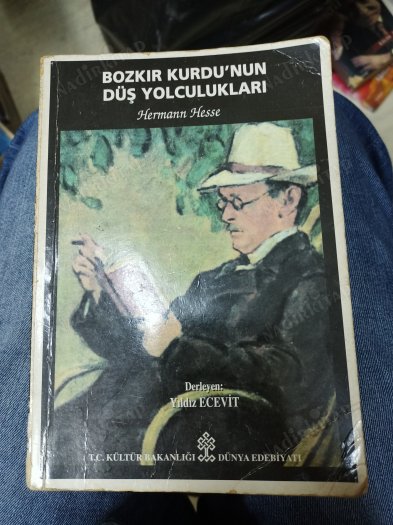 BOZKIR KURDU'NUN
DÜŞ YOLCULUKLARI
Hermann Hesse
Derleyen:
Yıldız ECEVİT
T.C. KÜLTÜR BAKANLIĞI DÜNYA EDEBİYATI